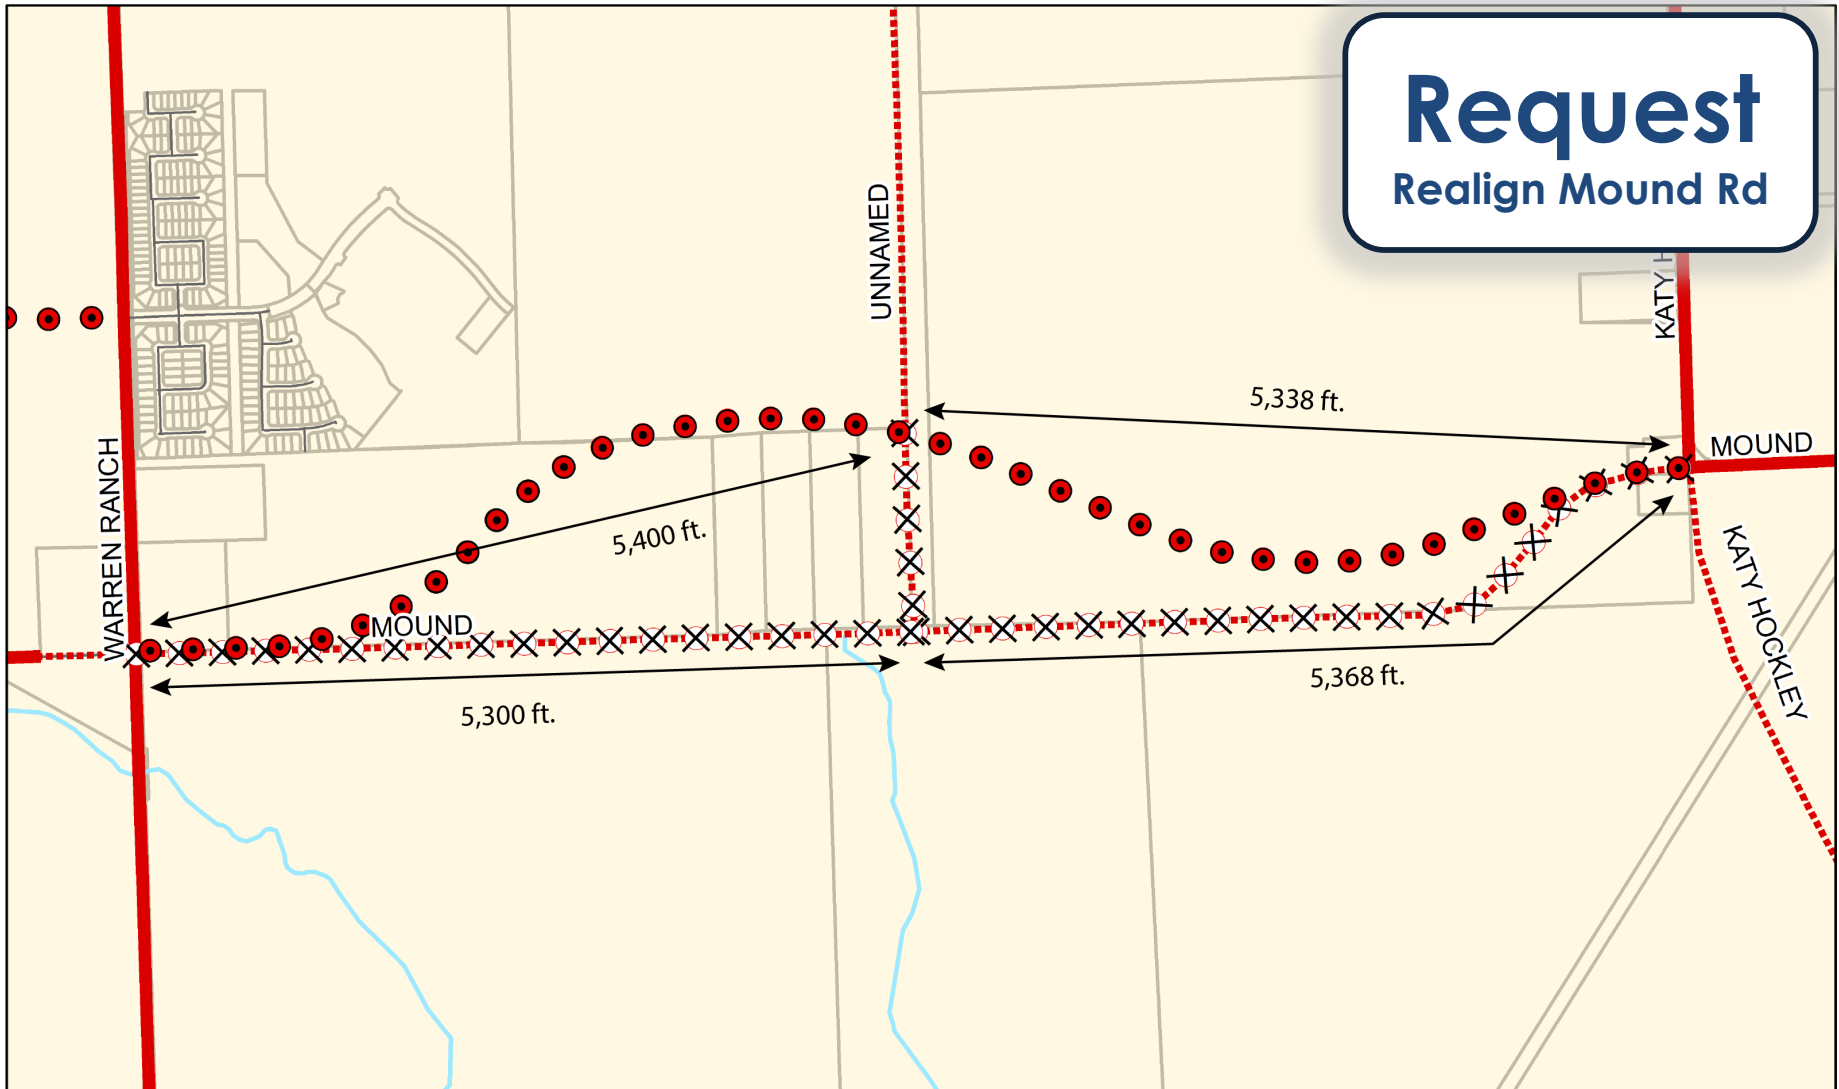 Request
Realign Mound Rd
UNNAMED
KATY H
5,338 ft.
MOUND
WARREN RANCH
5,400 ft.
MOUND
KATY HOCKLEY
5,368 ft.
5,300 ft.